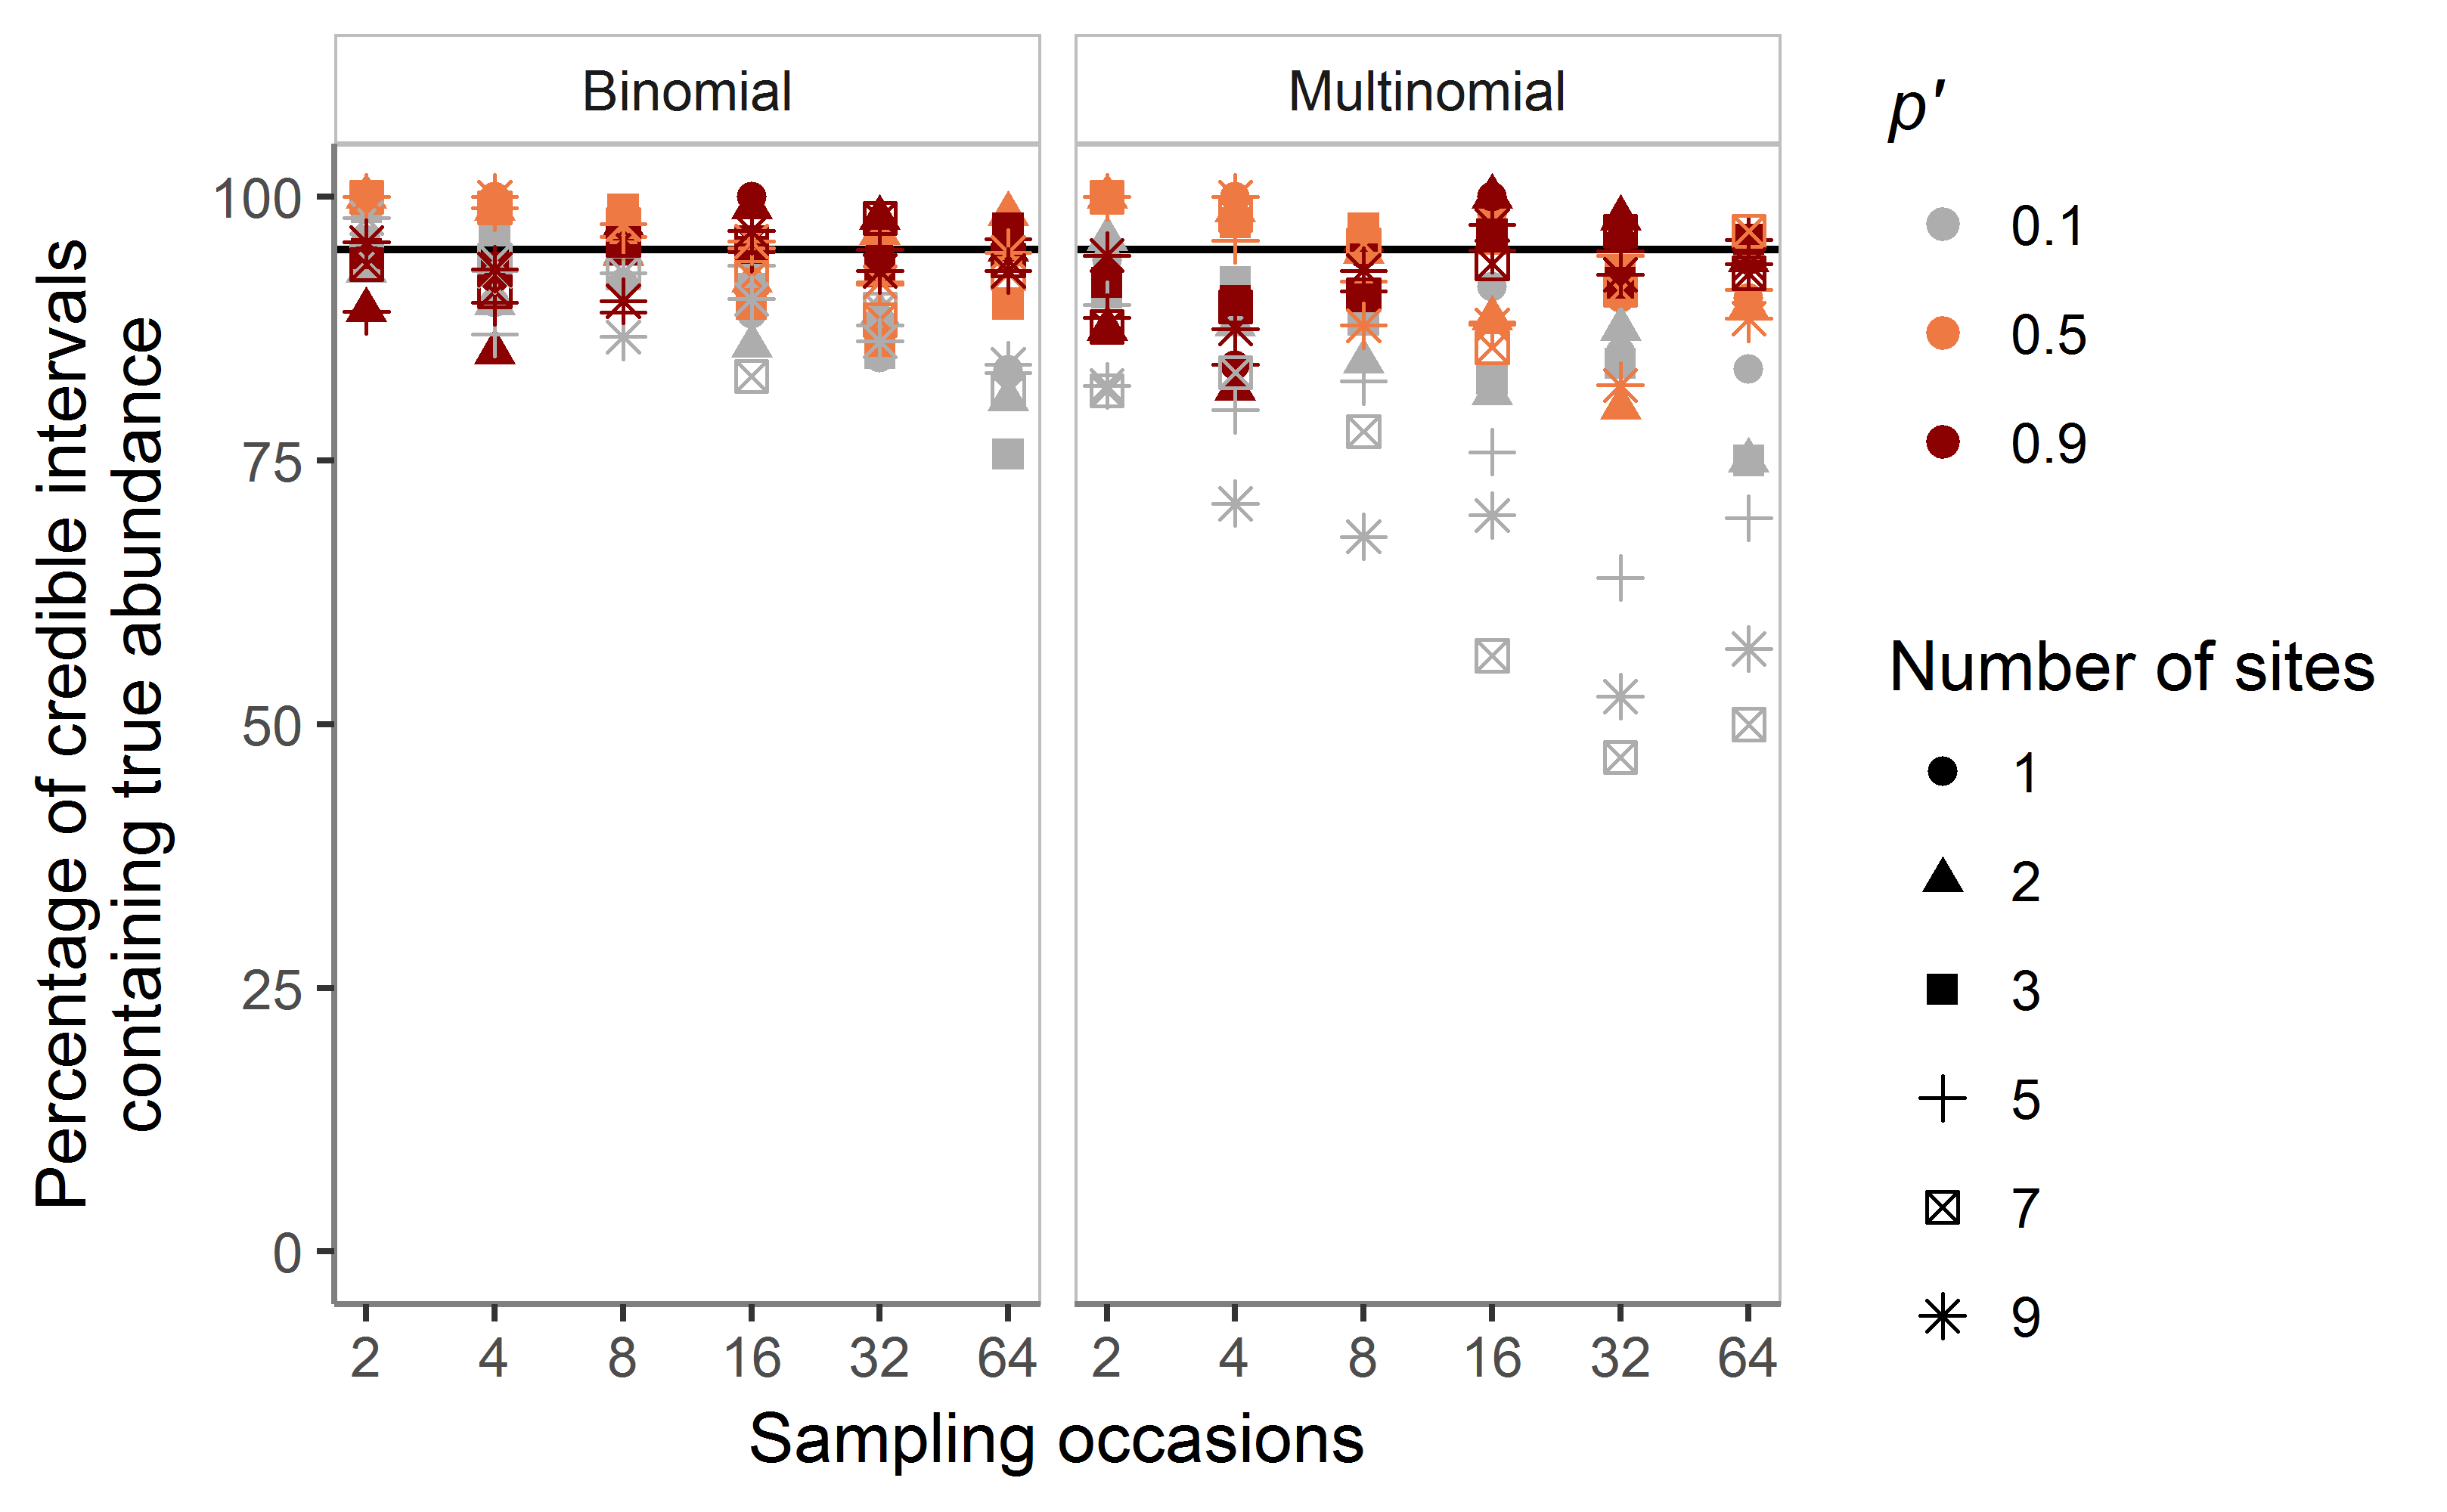 Binomial
Multinomial
Percentage of credible intervals
containing true abundance
100
75
50
25
0
2 4 8 16 32 64
2 4 8 16 32 64
Sampling occasions
p'
0.1
0.5
0.9
Number of sites
1
2
3
5
7
9